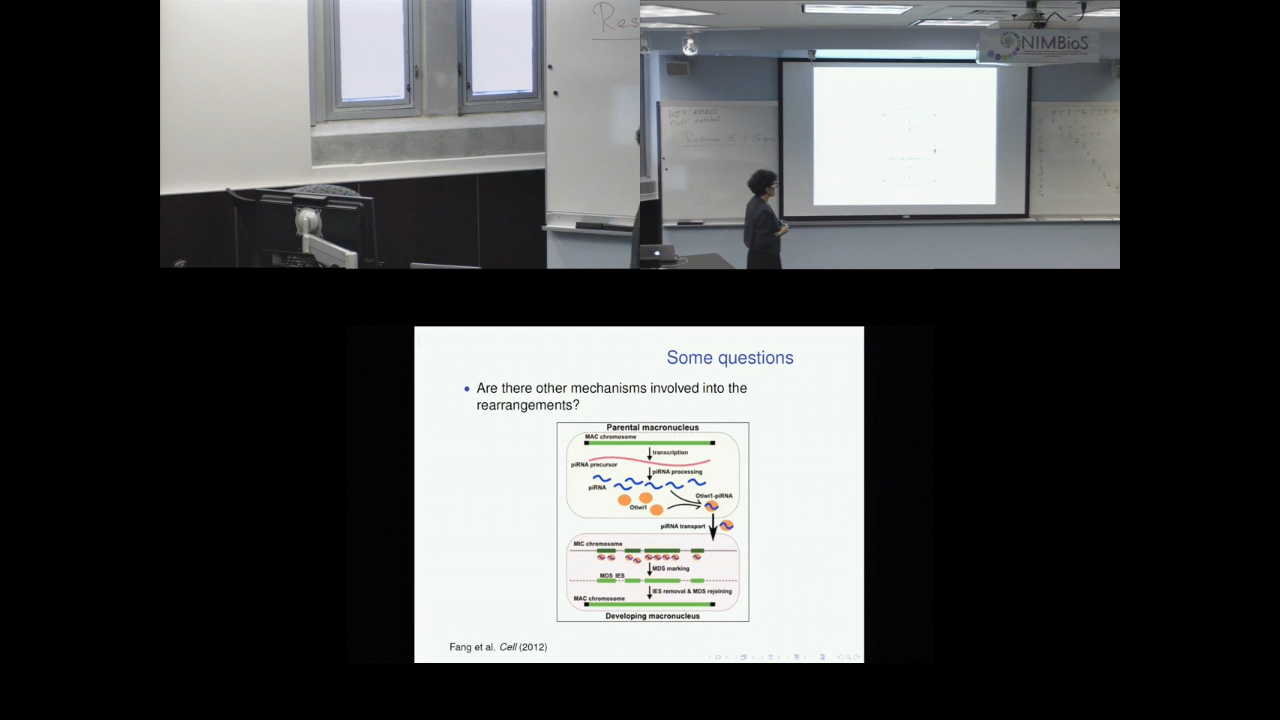 Res
NIMBioS
Some questions
• Are there other mechanisms involved into the
rearrangements?
Parental macronucleus
MAC chromosome
transcription
piRNA precursor
piRNA processing
piRNA
Otiwi1-piRNA
Otiwi1
piRNA transport
MIC chromosome
MDS marking
MDS IES
IES removal & MDS rejoining
MAC chromosome
Developing macronucleus
Fang et al. Cell (2012)